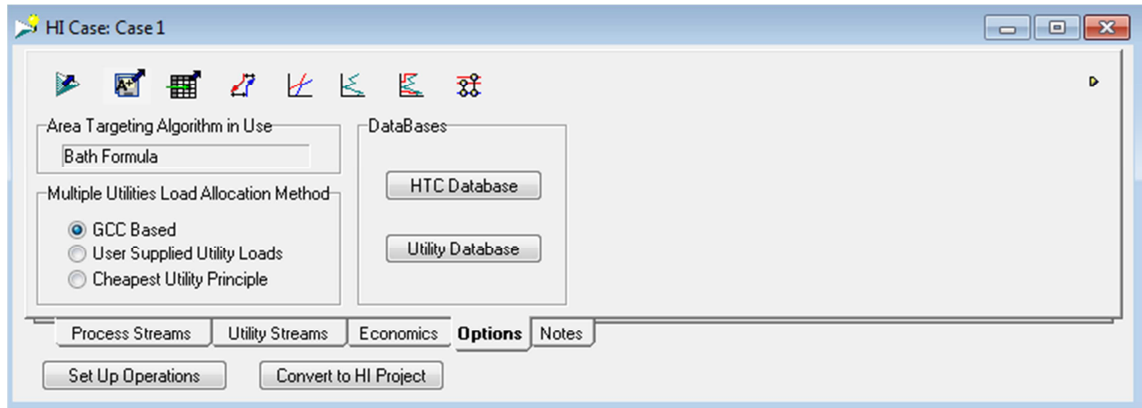 HI Case: Case 1
A+
Area Targeting Algorithm in Use
Bath Formula
Multiple Utilities Load Allocation Method
GCC Based
User Supplied Utility Loads
Cheapest Utility Principle
DataBases
HTC Database
Utility Database
Process Streams Utility Streams Economics Options Notes
Set Up Operations Convert to HI Project